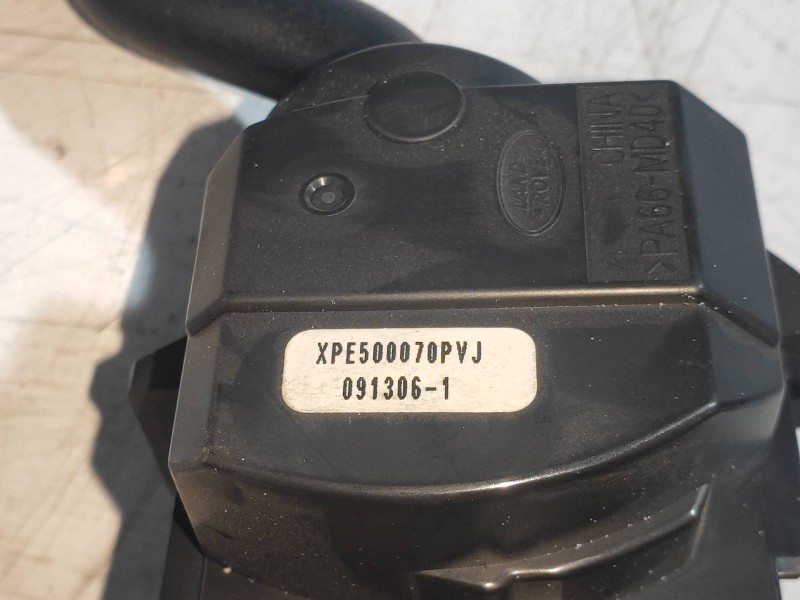 LAND
ROVER
CHINA
>PA66-MD40<
XPE500070PVJ
091306-1